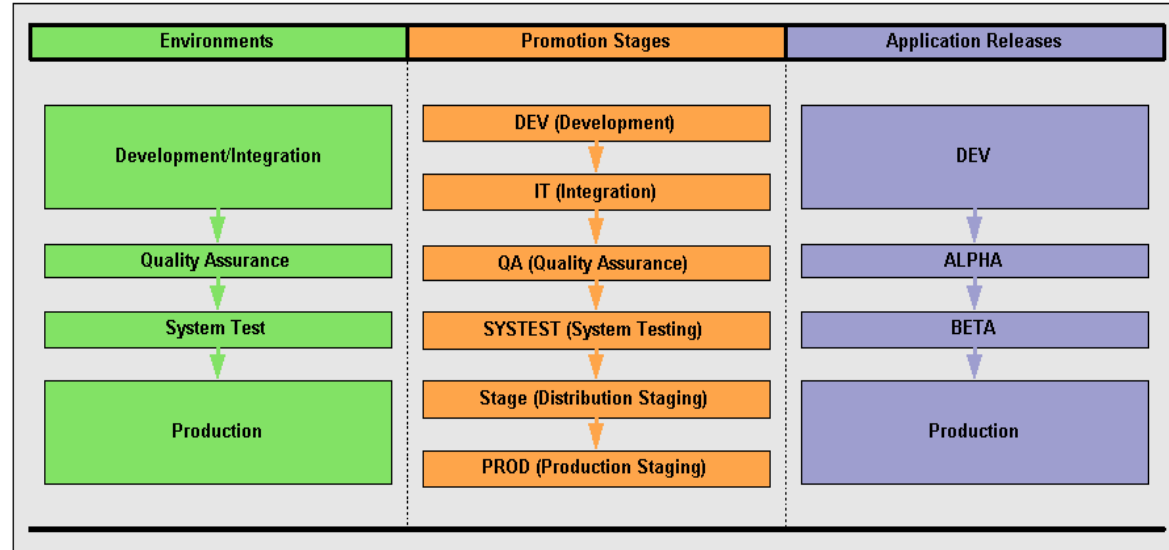 Environments
Promotion Stages
Application Releases
Development/Integration
DEV (Development)
DEV
IT (Integration)
Quality Assurance
QA (Quality Assurance)
ALPHA
System Test
SYSTEST (System Testing)
BETA
Production
Stage (Distribution Staging)
Production
PROD (Production Staging)